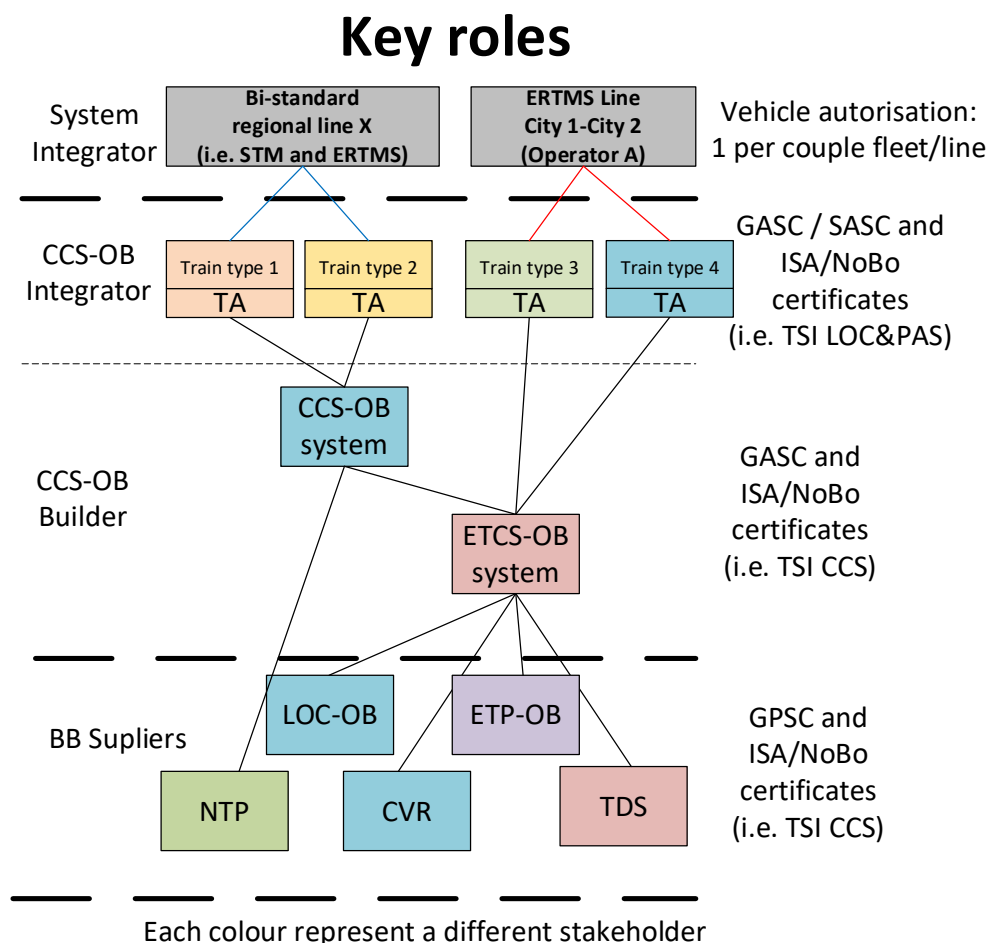 Key roles
System
Integrator
Bi-standard
regional line X
(i.e. STM and ERTMS)
ERTMS Line
City 1-City 2
(Operator A)
Vehicle autorisation:
1 per couple fleet/line
CCS-OB
Integrator
Train type 1
TA
Train type 2
TA
Train type 3
TA
Train type 4
TA
GASC / SASC and
ISA/NoBo
certificates
(i.e. TSI LOC&PAS)
CCS-OB
Builder
CCS-OB
system
ETCS-OB
system
GASC and
ISA/NoBo
certificates
(i.e. TSI CCS)
BB Supliers
LOC-OB
ETP-OB
NTP
CVR
TDS
GPSC and
ISA/NoBo
certificates
(i.e. TSI CCS)
Each colour represent a different stakeholder